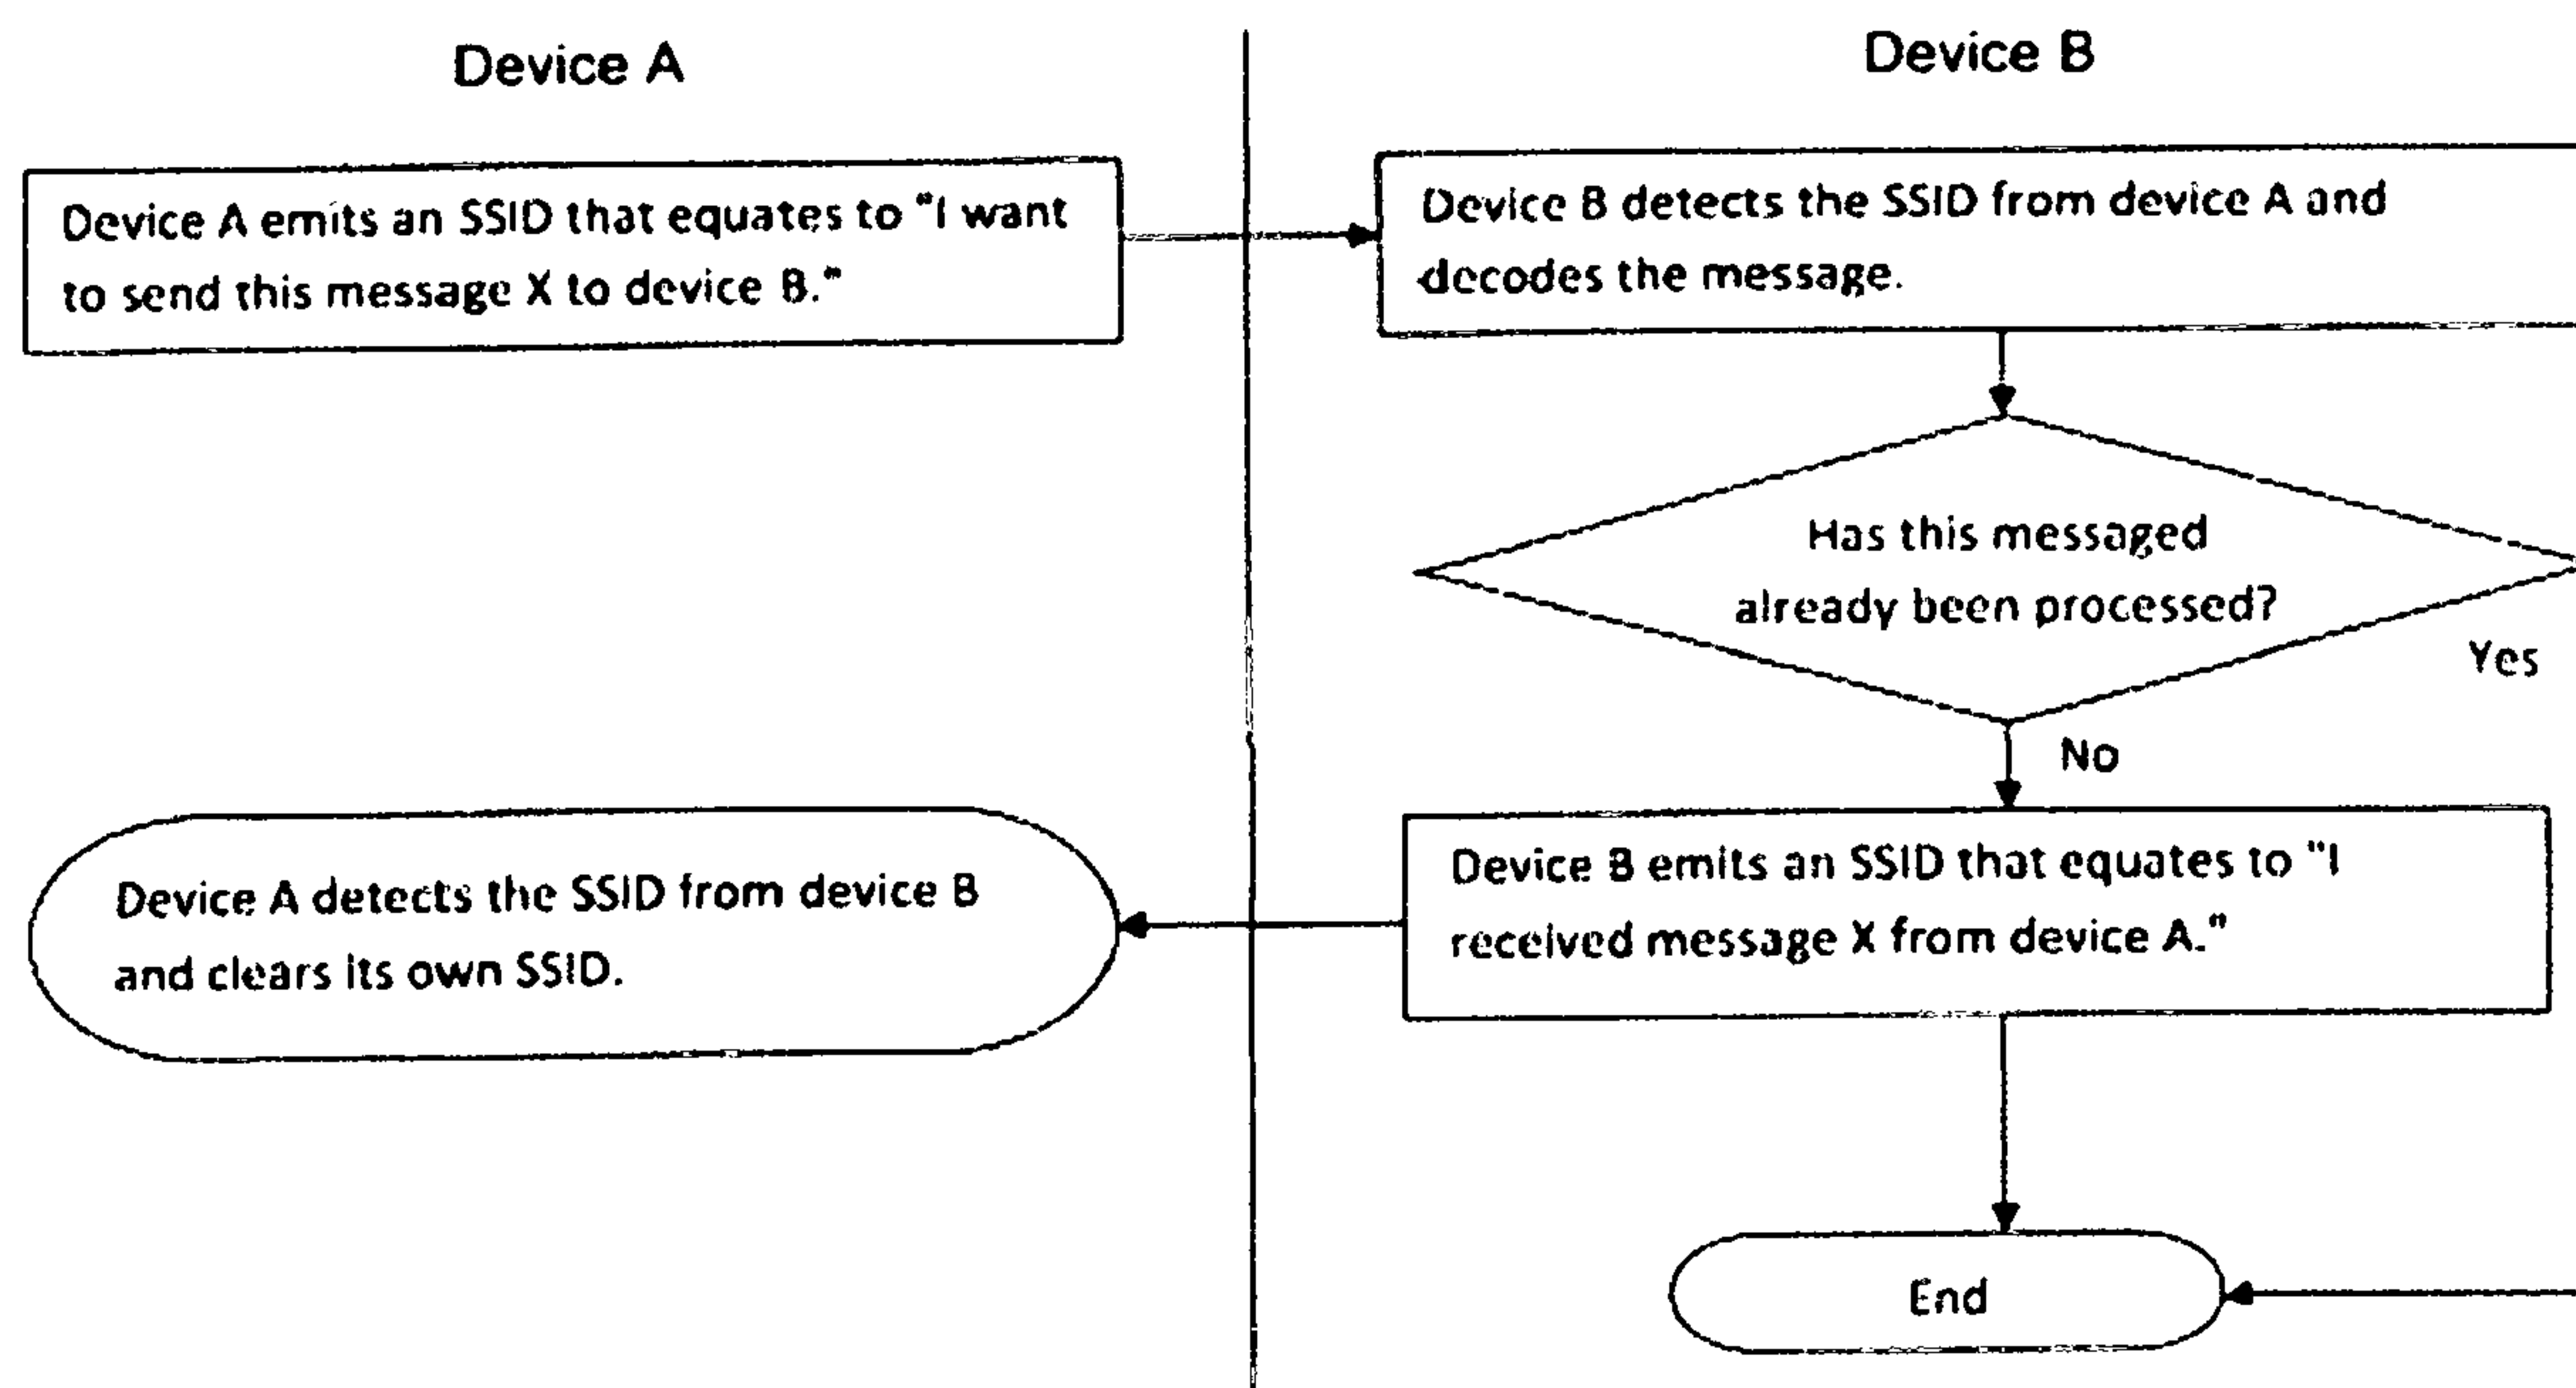 Device A
Device B
Device A emits an SSID that equates to "I want
to send this message X to device B."
Device B detects the SSID from device A and
decodes the message.
Has this messaged
already been processed?
Yes
No
Device B emits an SSID that equates to "I
received message X from device A."
Device A detects the SSID from device B
and clears its own SSID.
End